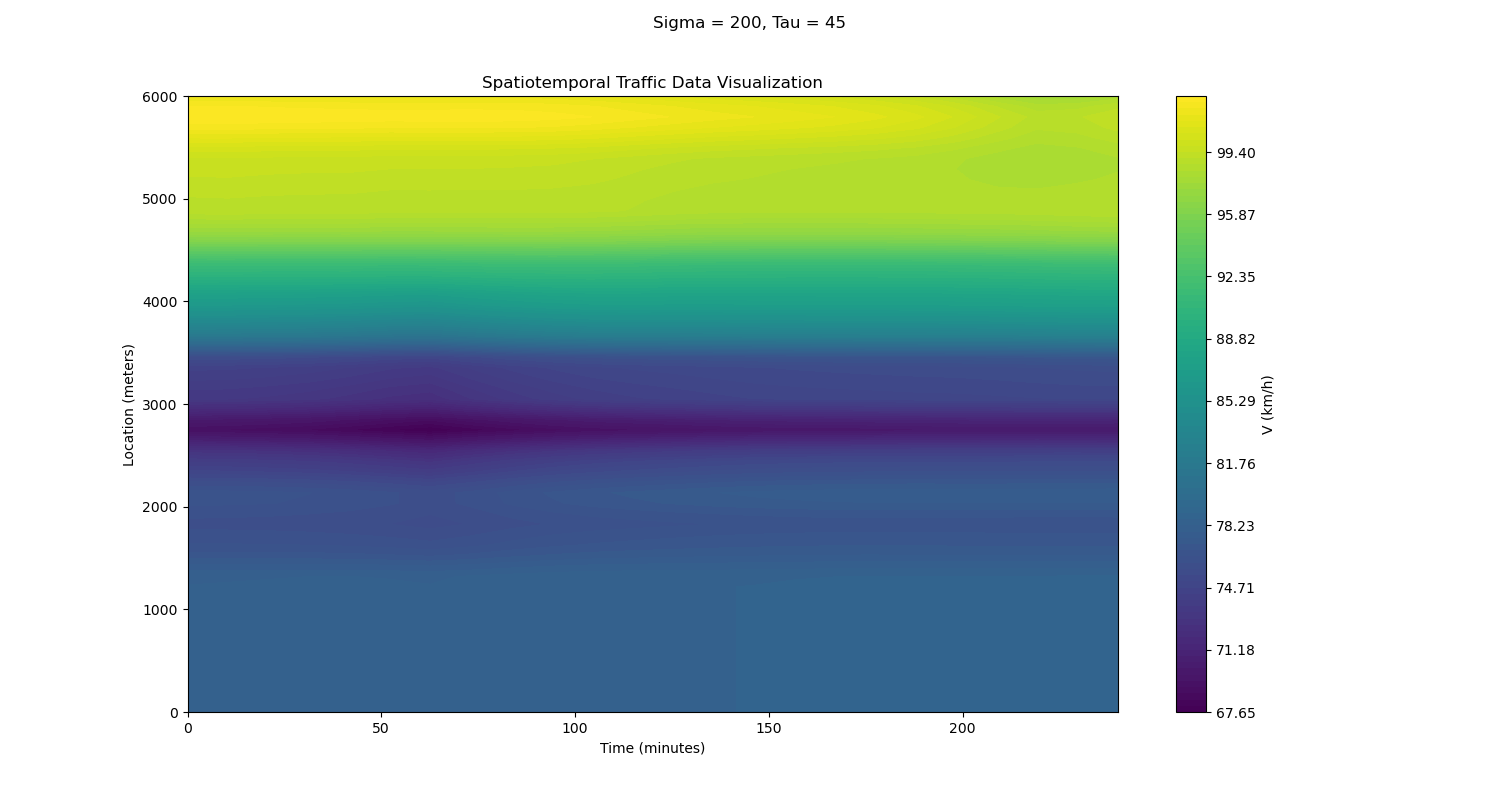 Sigma = 200, Tau = 45
Spatiotemporal Traffic Data Visualization
6000
5000
4000
3000
2000
1000
0
Location (meters)
0 50 100 150 200
Time (minutes)
99.40
95.87
92.35
88.82
85.29
81.76
78.23
74.71
71.18
67.65
V (km/h)